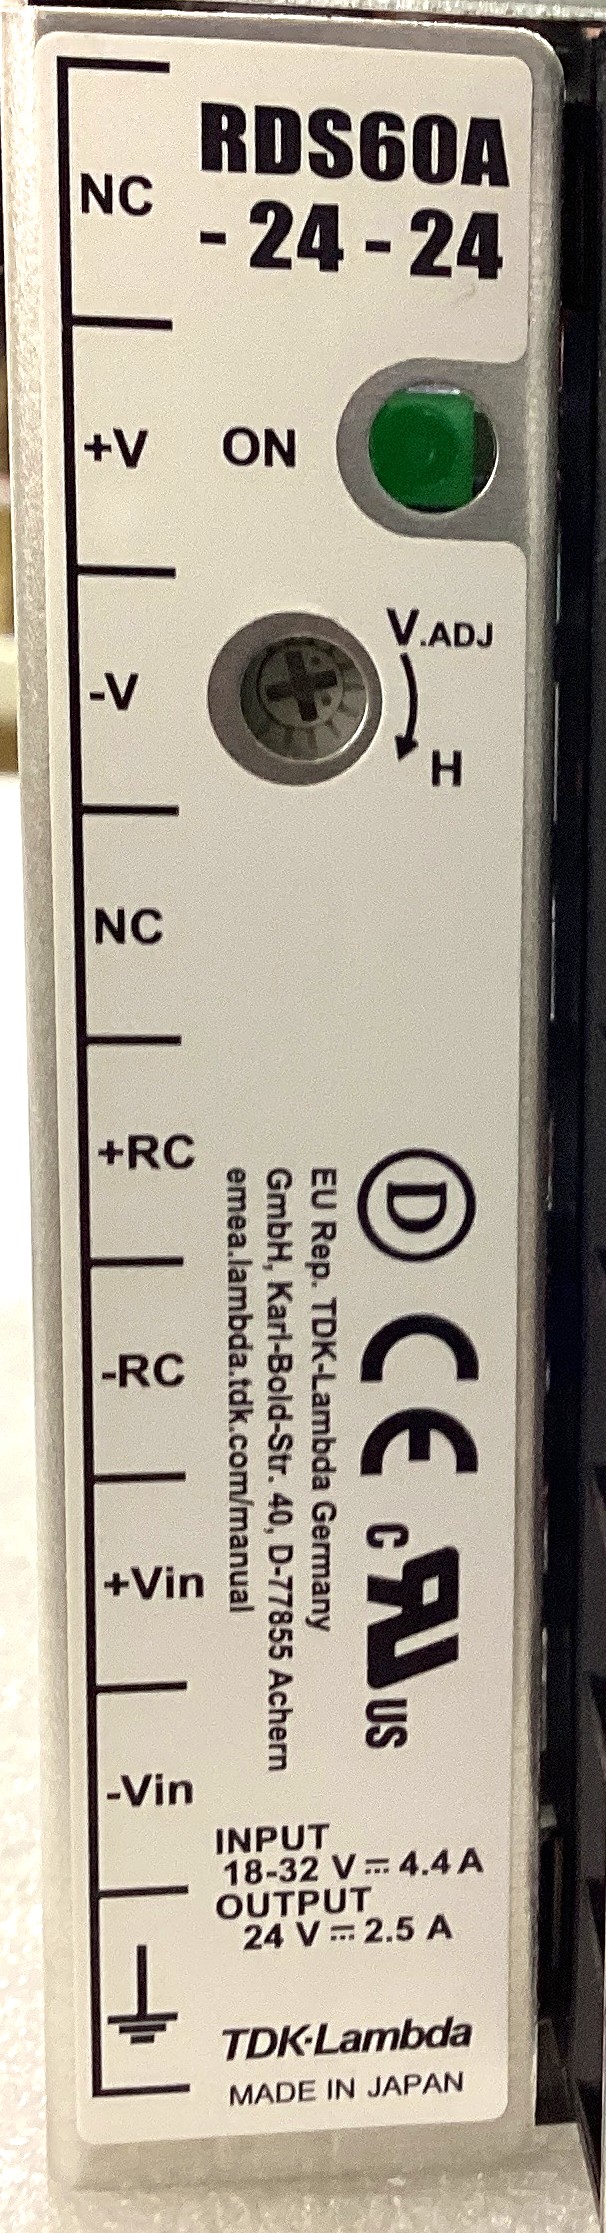 RDS60A
- 24 - 24
NC
+V
ON
V.ADJ
H
-V
NC
+RC
-RC
+Vin
-Vin
D
CE
c RU US
EU Rep. TDK-Lambda Germany
GmbH, Karl-Bold-Str. 40, D-77855 Achern
emea.lambda.tdk.com/manual
INPUT
18-32 V ⎓ 4.4 A
OUTPUT
24 V ⎓ 2.5 A
TDK-Lambda
MADE IN JAPAN